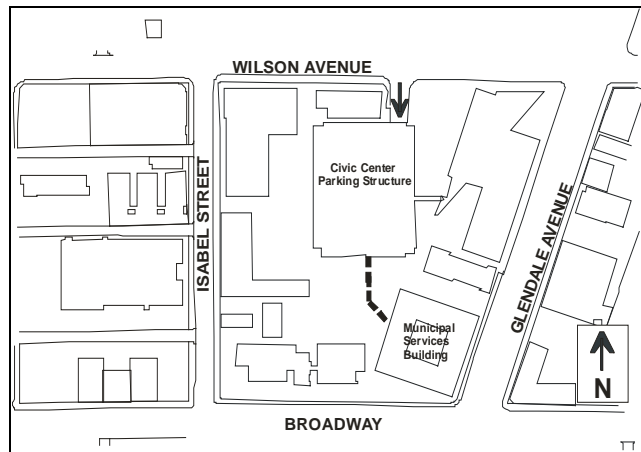 WILSON AVENUE
Civic Center
Parking Structure
ISABEL STREET
GLENDALE AVENUE
Municipal
Services
Building
N
BROADWAY